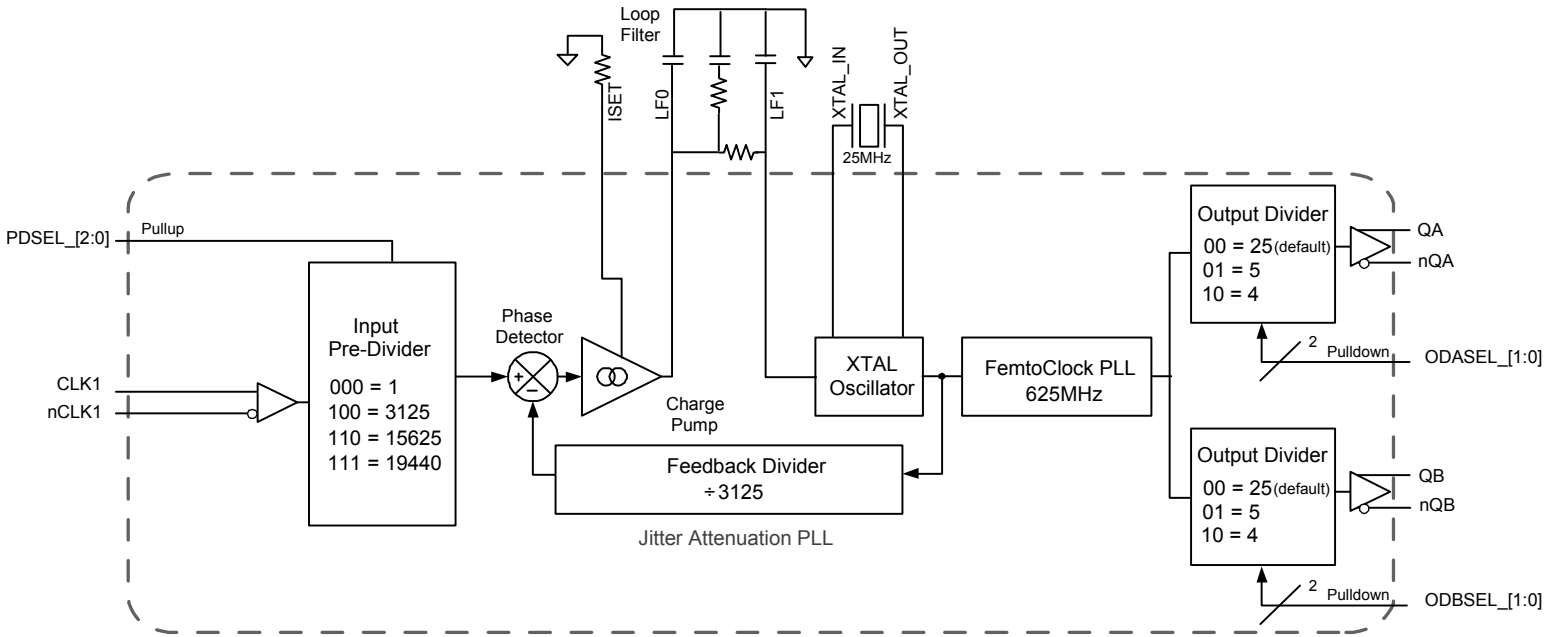 Loop
Filter
ISET
LF0
LF1
XTAL_IN
XTAL_OUT
25MHz
PDSEL_[2:0]
Pullup
Input
Pre-Divider
000 = 1
100 = 3125
110 = 15625
111 = 19440
CLK1
nCLK1
Phase
Detector
+
−
Charge
Pump
Feedback Divider
÷3125
Jitter Attenuation PLL
XTAL
Oscillator
FemtoClock PLL
625MHz
Output Divider
00 = 25(default)
01 = 5
10 = 4
QA
nQA
2
Pulldown
ODASEL_[1:0]
Output Divider
00 = 25(default)
01 = 5
10 = 4
QB
nQB
2
Pulldown
ODBSEL_[1:0]